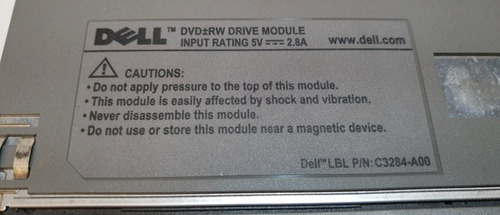 DELL™ DVD±RW DRIVE MODULE
INPUT RATING 5V⎓2.8A www.dell.com
CAUTIONS:
• Do not apply pressure to the top of this module.
• This module is easily affected by shock and vibration.
• Never disassemble this module.
• Do not use or store this module near a magnetic device.
Dell™ LBL P/N: C3284-A00